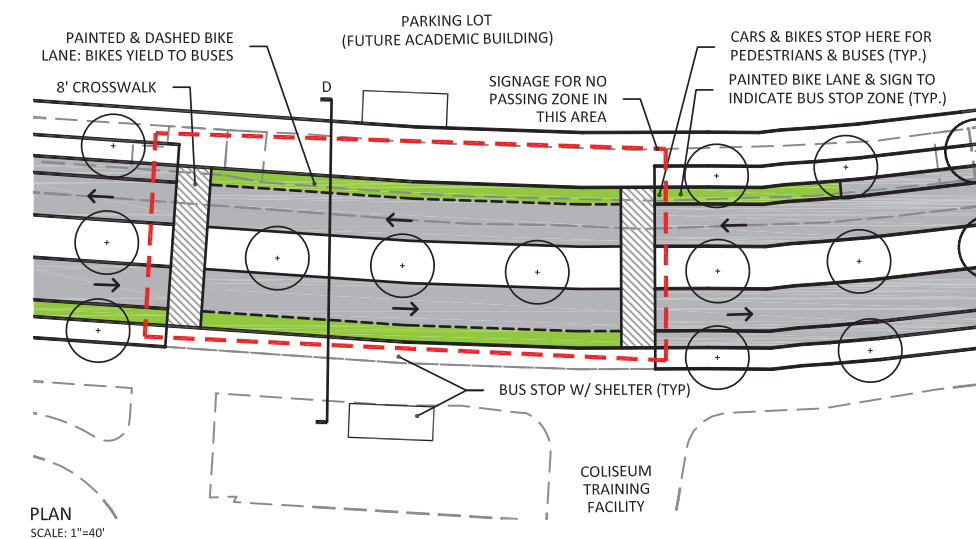 PARKING LOT
(FUTURE ACADEMIC BUILDING)
PAINTED & DASHED BIKE
LANE: BIKES YIELD TO BUSES
8' CROSSWALK
D
SIGNAGE FOR NO
PASSING ZONE IN
THIS AREA
CARS & BIKES STOP HERE FOR
PEDESTRIANS & BUSES (TYP.)
PAINTED BIKE LANE & SIGN TO
INDICATE BUS STOP ZONE (TYP.)
BUS STOP W/ SHELTER (TYP)
COLISEUM
TRAINING
FACILITY
PLAN
SCALE: 1"=40'